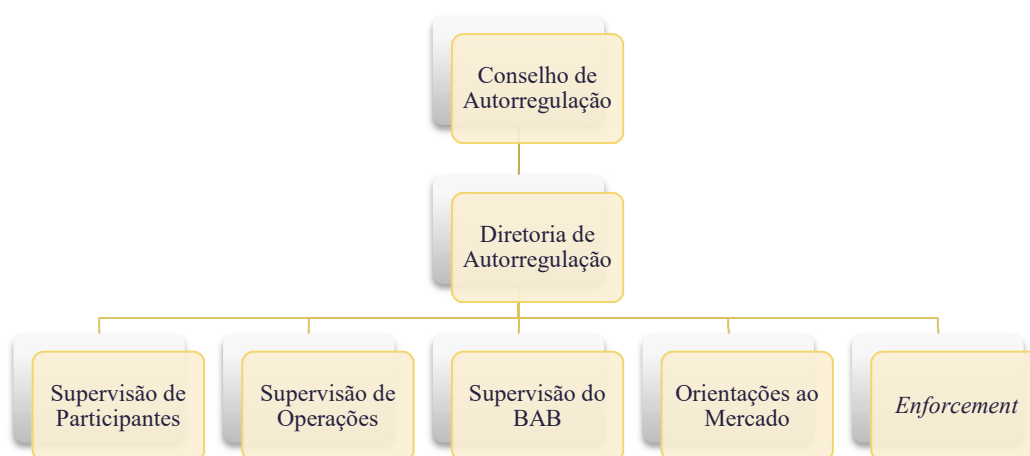 Conselho de
Autorregulação
Diretoria de
Autorregulação
Supervisão de
Participantes
Supervisão de
Operações
Supervisão do
BAB
Orientações ao
Mercado
Enforcement